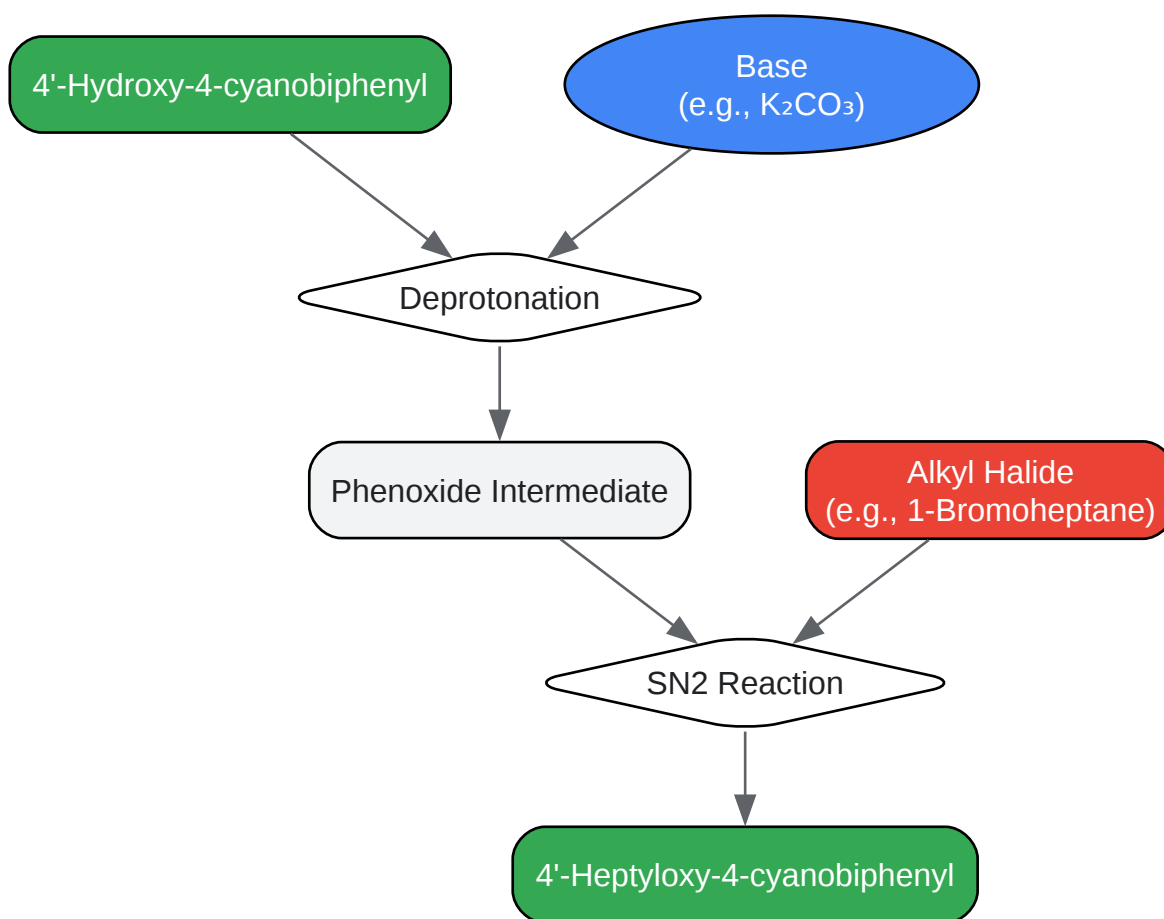 4'-Hydroxy-4-cyanobiphenyl
Base
(e.g., K₂CO₃)
Deprotonation
Phenoxide Intermediate
Alkyl Halide
(e.g., 1-Bromoheptane)
SN2 Reaction
4'-Heptyloxy-4-cyanobiphenyl